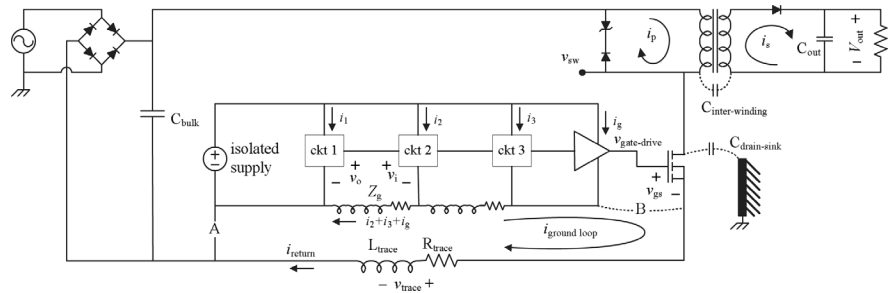 i_p
i_s
C_out
V_out
+
−
v_sw
C_inter-winding
C_bulk
isolated
supply
+
−
i_1
i_2
i_3
i_g
ckt 1
ckt 2
ckt 3
v_gate-drive
C_drain-sink
+
v_o
−
+
v_i
−
+
v_gs
−
Z_g
i_2+i_3+i_g
A
B
i_ground loop
i_return
L_trace
R_trace
− v_trace +